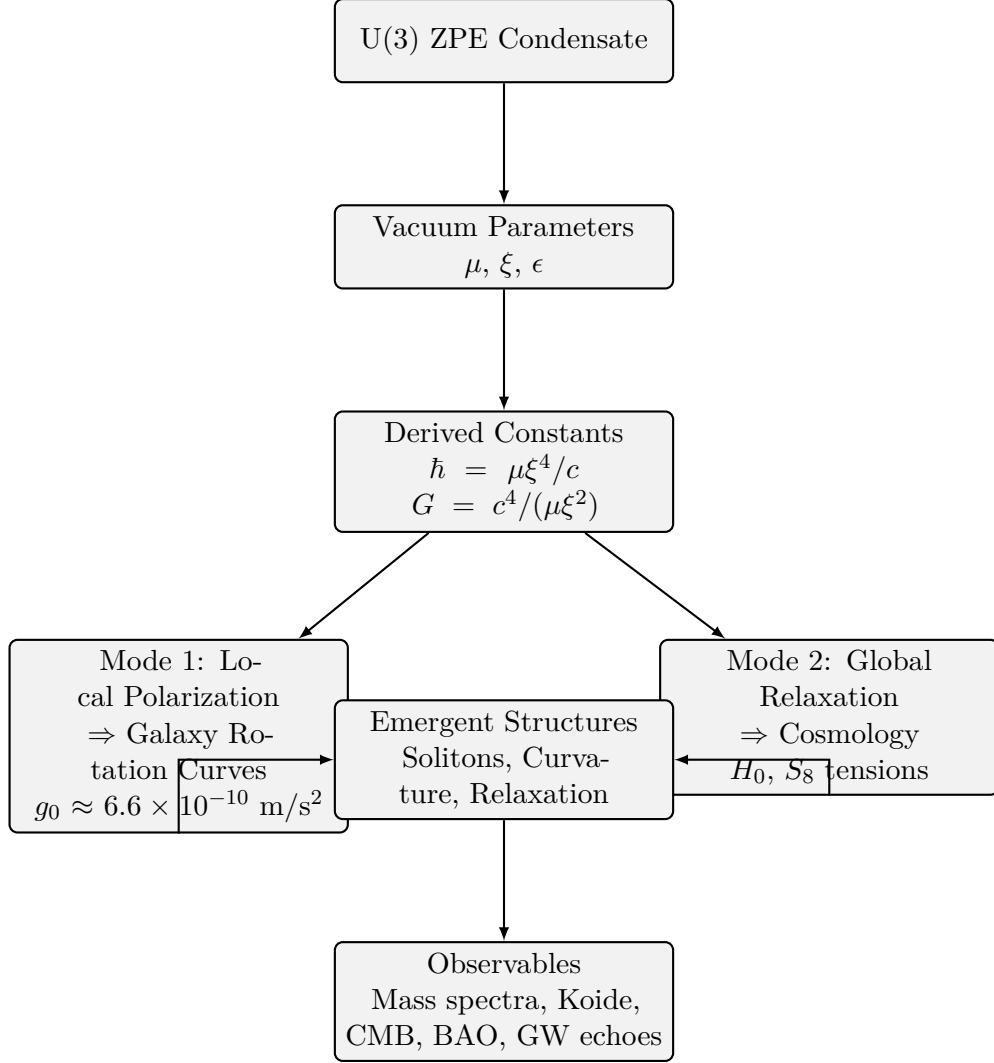 U(3) ZPE Condensate
Vacuum Parameters
μ, ξ, ϵ
Derived Constants
ℏ = μξ⁴/c
G = c⁴/(μξ²)
Mode 1: Lo-
cal Polarization
⇒ Galaxy Ro-
tation Curves
g₀ ≈ 6.6 × 10⁻¹⁰ m/s²
Emergent Structures
Solitons, Curva-
ture, Relaxation
Mode 2: Global
Relaxation
⇒ Cosmology
H₀, S₈ tensions
Observables
Mass spectra, Koide,
CMB, BAO, GW echoes